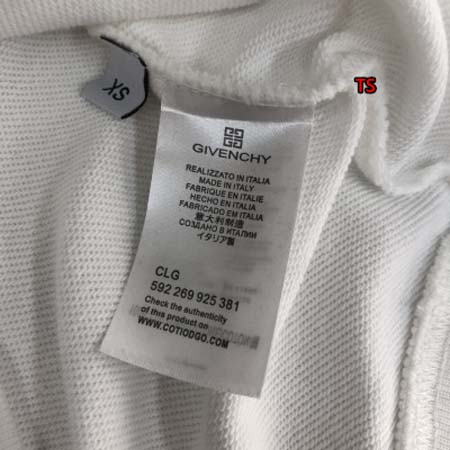 XS
TS
GIVENCHY
REALIZZATO IN ITALIA
MADE IN ITALY
FABRIQUE EN ITALIE
HECHO EN ITALIA
FABRICADO EM ITALIA
意大利制造
СОЗДАНО В ИТАЛИИ
イタリア製
CLG
592 269 925 381
Check the authenticity
of this product on
WWW.COTIODGO.COM